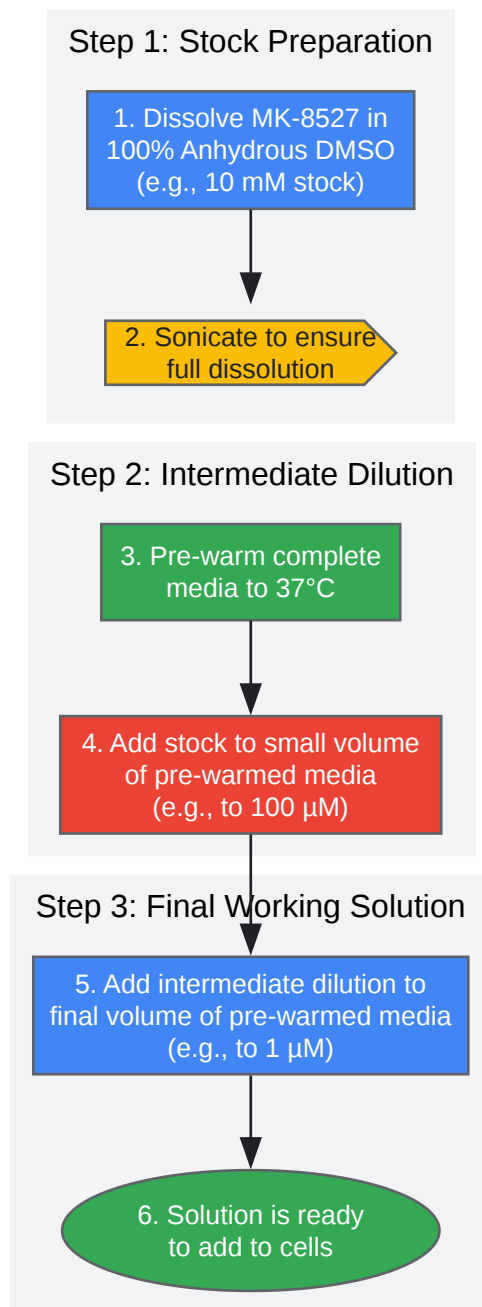 Step 1: Stock Preparation
1. Dissolve MK-8527 in
100% Anhydrous DMSO
(e.g., 10 mM stock)
2. Sonicate to ensure
full dissolution
Step 2: Intermediate Dilution
3. Pre-warm complete
media to 37°C
4. Add stock to small volume
of pre-warmed media
(e.g., to 100 µM)
Step 3: Final Working Solution
5. Add intermediate dilution to
final volume of pre-warmed media
(e.g., to 1 µM)
6. Solution is ready
to add to cells